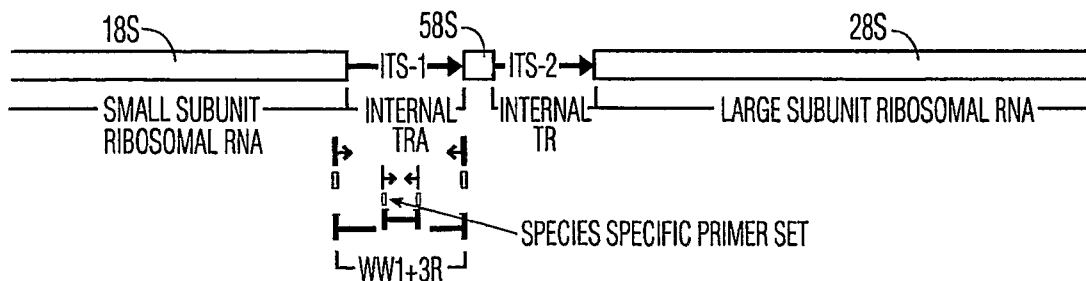 18S
58S
28S
ITS-1
ITS-2
SMALL SUBUNIT
RIBOSOMAL RNA
INTERNAL
TRA
INTERNAL
TR
LARGE SUBUNIT RIBOSOMAL RNA
SPECIES SPECIFIC PRIMER SET
WW1+3R